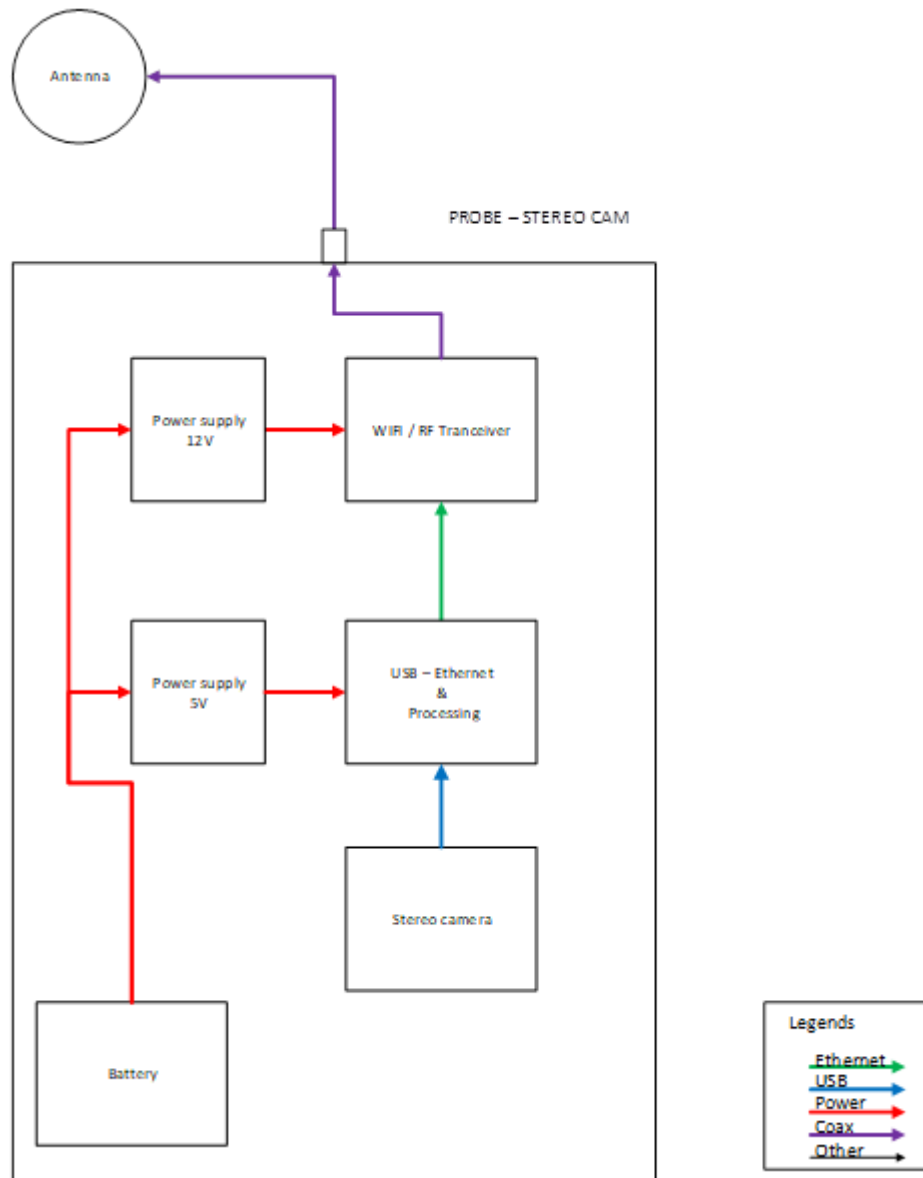 Antenna
PROBE – STEREO CAM
Power supply
12V
WIFI / RF Tranceiver
Power supply
5V
USB – Ethernet
&
Processing
Stereo camera
Battery
Legends
Ethernet
USB
Power
Coax
Other